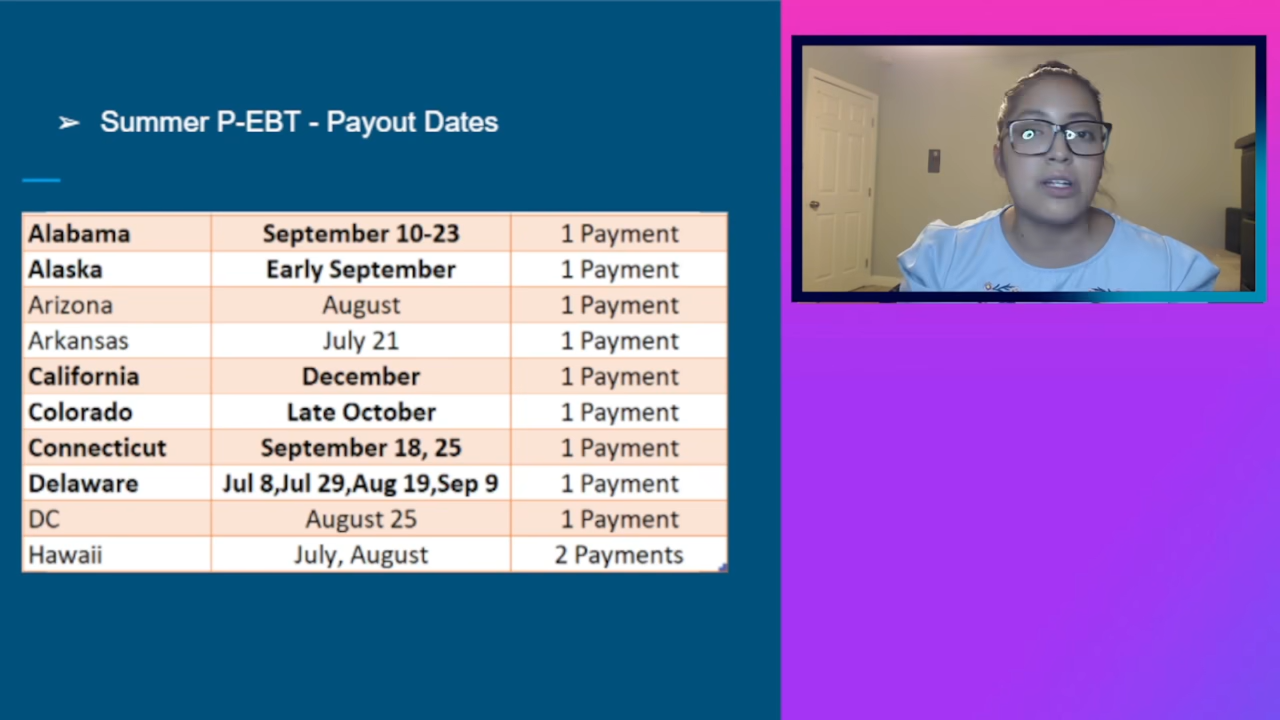 ➢ Summer P-EBT - Payout Dates
Alabama September 10-23 1 Payment
Alaska Early September 1 Payment
Arizona August 1 Payment
Arkansas July 21 1 Payment
California December 1 Payment
Colorado Late October 1 Payment
Connecticut September 18, 25 1 Payment
Delaware Jul 8,Jul 29,Aug 19,Sep 9 1 Payment
DC August 25 1 Payment
Hawaii July, August 2 Payments